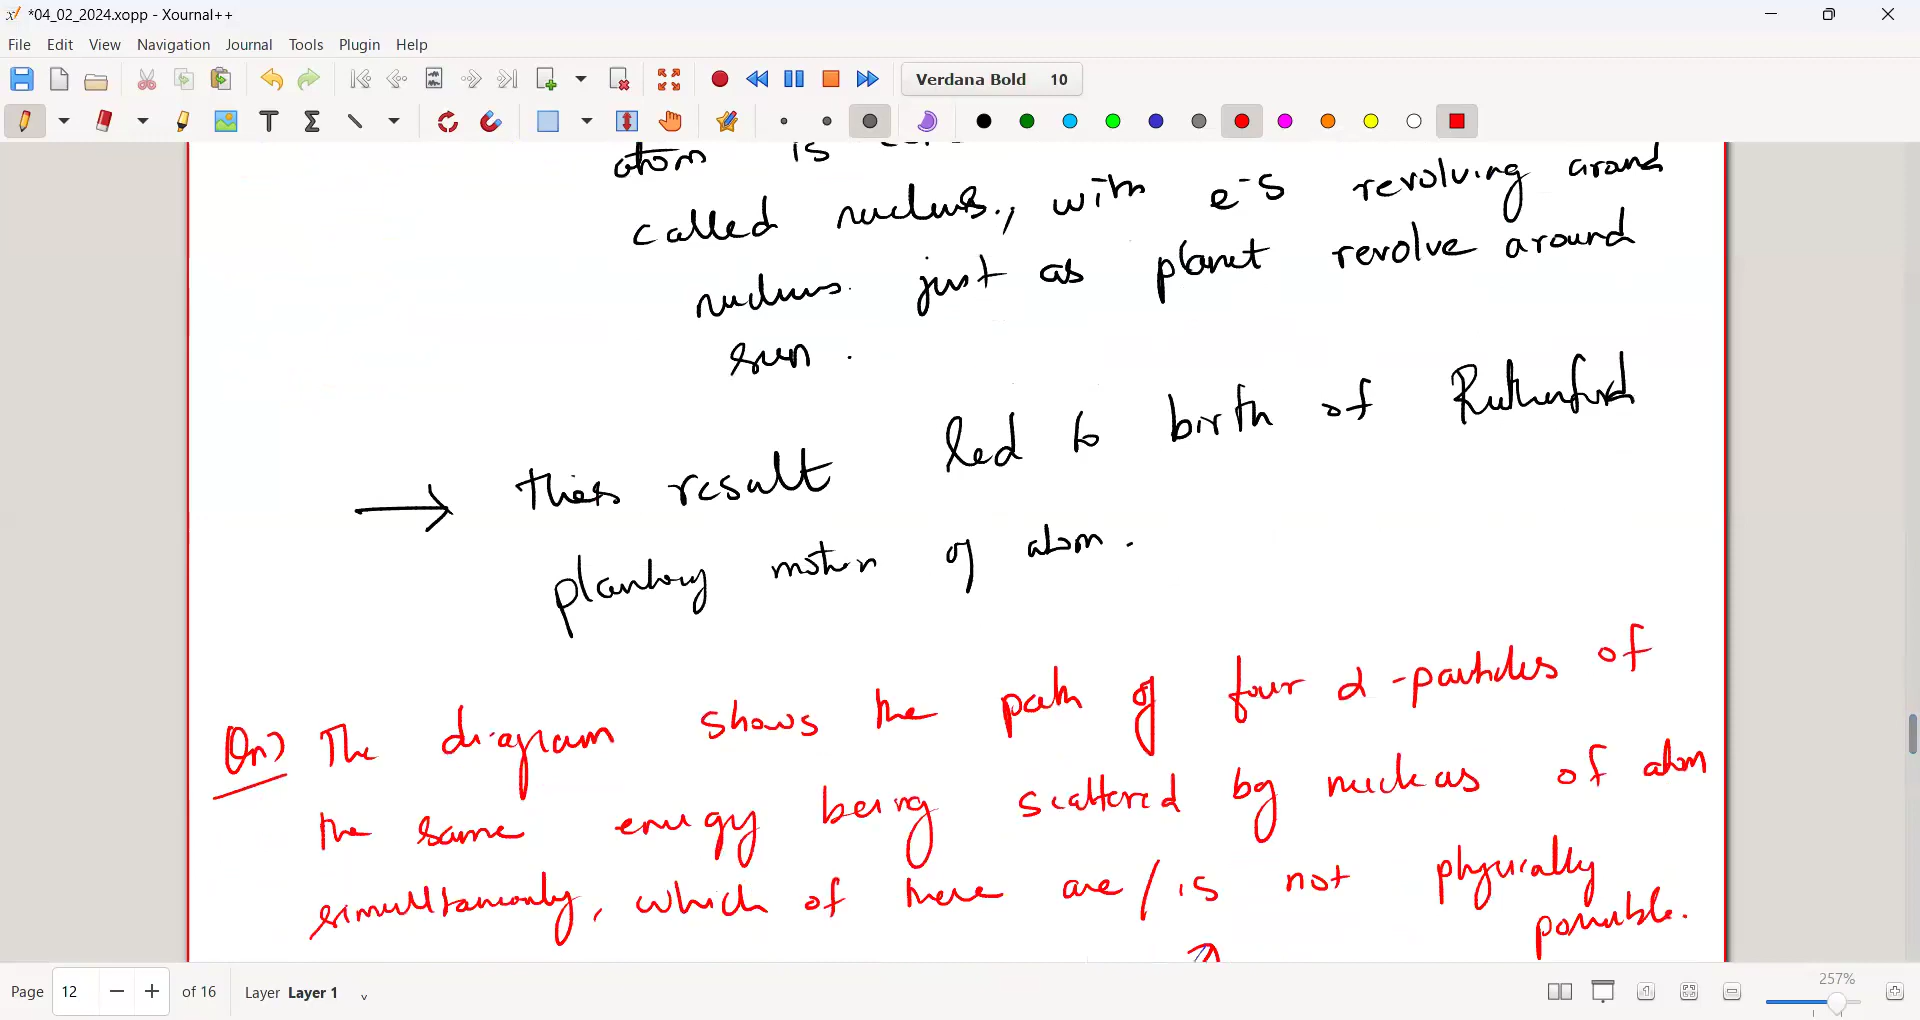 *04_02_2024.xopp - Xournal++
File Edit View Navigation Journal Tools Plugin Help
Verdana Bold 10
atom is
called nucleus, with e-s revolving around
nucleus just as planet revolve around
sun.
→ this result led to birth of Rutherford
plantory motion of atom.
Qn) The diagram shows the path of four α-particles of
the same energy being scattered by nucleus of atom
simultaneously, which of these are/is not physically
possible.
Page 12 of 16 Layer Layer 1 257%